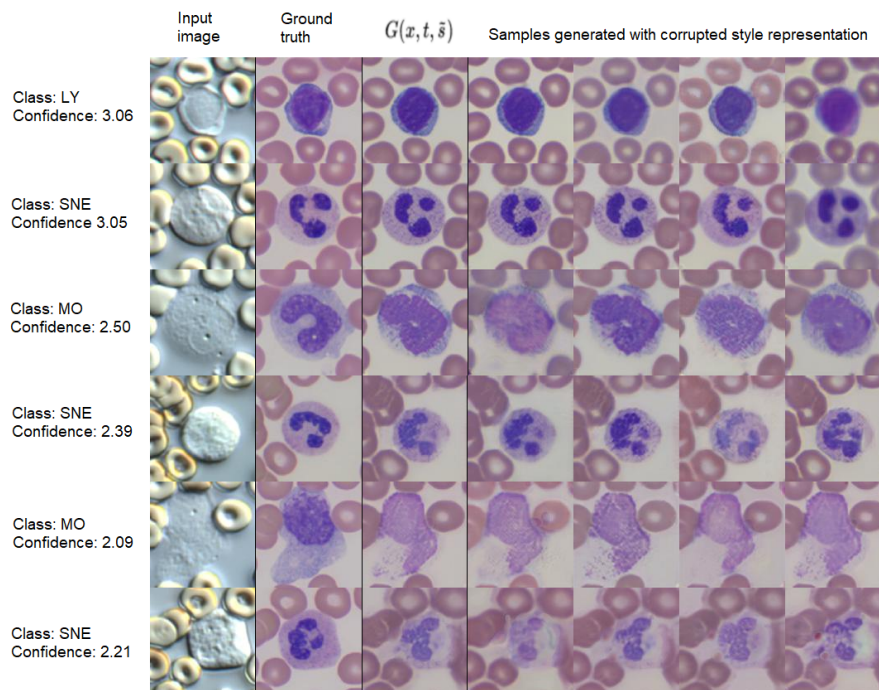 Input
image
Ground
truth
G(x, t, s̃)
Samples generated with corrupted style representation
Class: LY
Confidence: 3.06
Class: SNE
Confidence 3.05
Class: MO
Confidence: 2.50
Class: SNE
Confidence: 2.39
Class: MO
Confidence: 2.09
Class: SNE
Confidence: 2.21